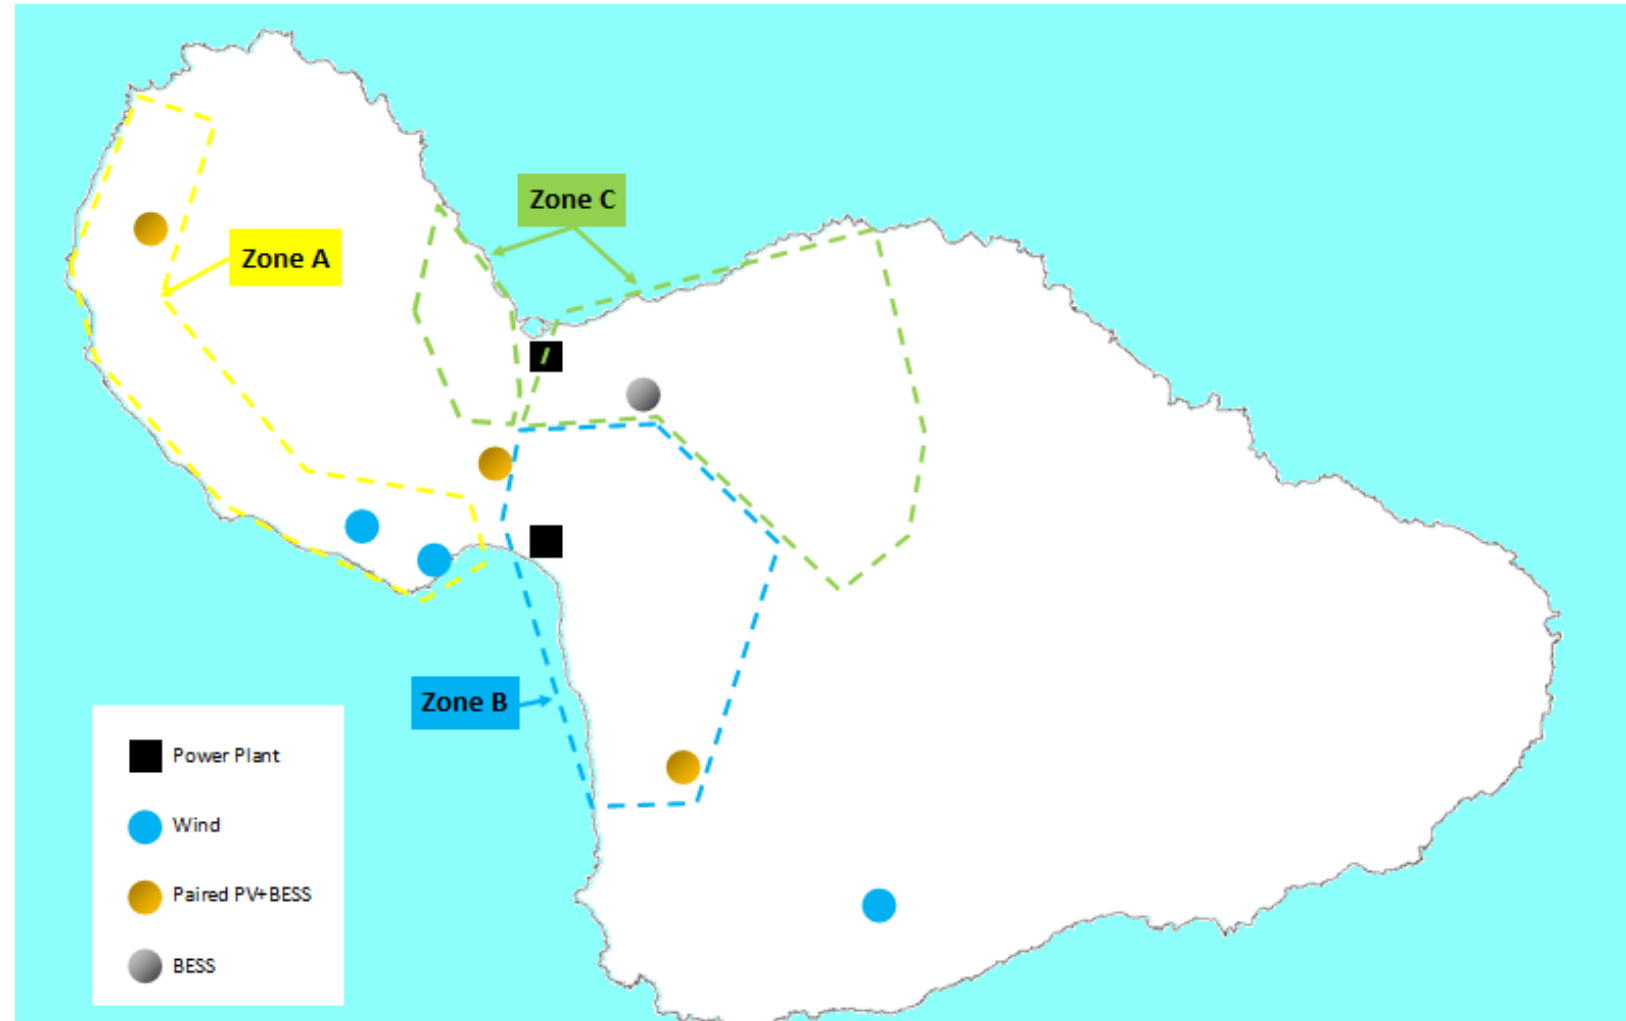 Zone C
Zone A
Zone B
Power Plant
Wind
Paired PV+BESS
BESS